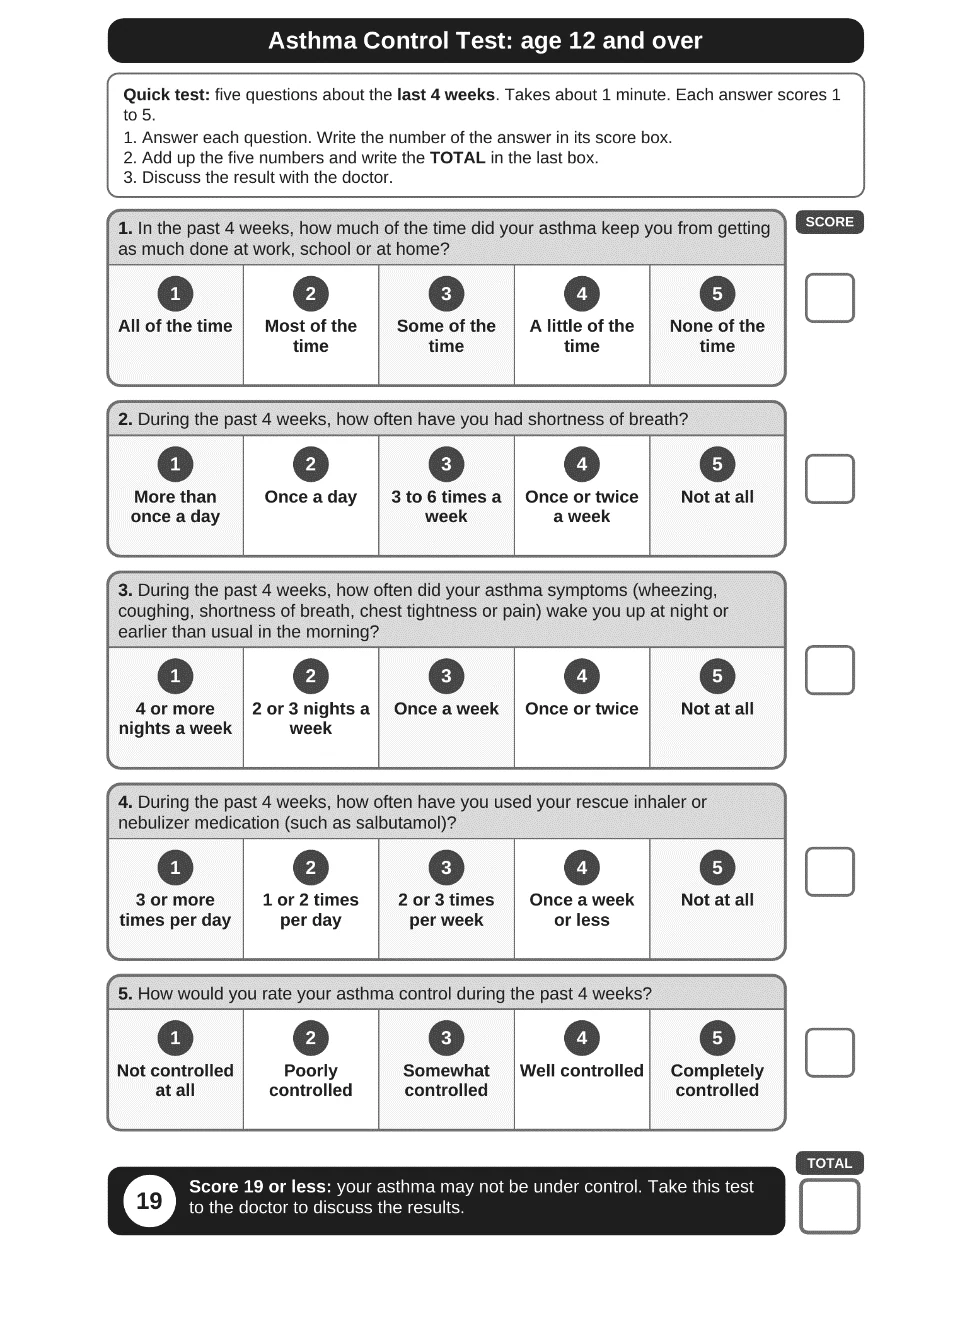 Asthma Control Test: age 12 and over
Quick test: five questions about the last 4 weeks. Takes about 1 minute. Each answer scores 1
to 5.
1. Answer each question. Write the number of the answer in its score box.
2. Add up the five numbers and write the TOTAL in the last box.
3. Discuss the result with the doctor.
SCORE
1. In the past 4 weeks, how much of the time did your asthma keep you from getting
as much done at work, school or at home?
1
All of the time
2
Most of the
time
3
Some of the
time
4
A little of the
time
5
None of the
time
2. During the past 4 weeks, how often have you had shortness of breath?
1
More than
once a day
2
Once a day
3
3 to 6 times a
week
4
Once or twice
a week
5
Not at all
3. During the past 4 weeks, how often did your asthma symptoms (wheezing,
coughing, shortness of breath, chest tightness or pain) wake you up at night or
earlier than usual in the morning?
1
4 or more
nights a week
2
2 or 3 nights a
week
3
Once a week
4
Once or twice
5
Not at all
4. During the past 4 weeks, how often have you used your rescue inhaler or
nebulizer medication (such as salbutamol)?
1
3 or more
times per day
2
1 or 2 times
per day
3
2 or 3 times
per week
4
Once a week
or less
5
Not at all
5. How would you rate your asthma control during the past 4 weeks?
1
Not controlled
at all
2
Poorly
controlled
3
Somewhat
controlled
4
Well controlled
5
Completely
controlled
TOTAL
19
Score 19 or less: your asthma may not be under control. Take this test
to the doctor to discuss the results.